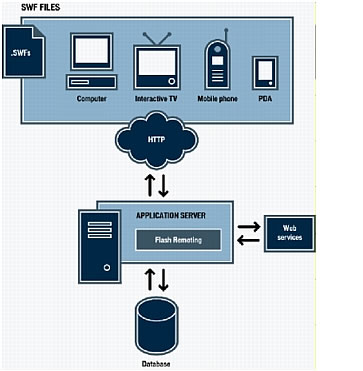 SWF FILES
.SWFs
Computer
Interactive TV
Mobile phone
PDA
HTTP
APPLICATION SERVER
Flash Remoting
Web
services
Database